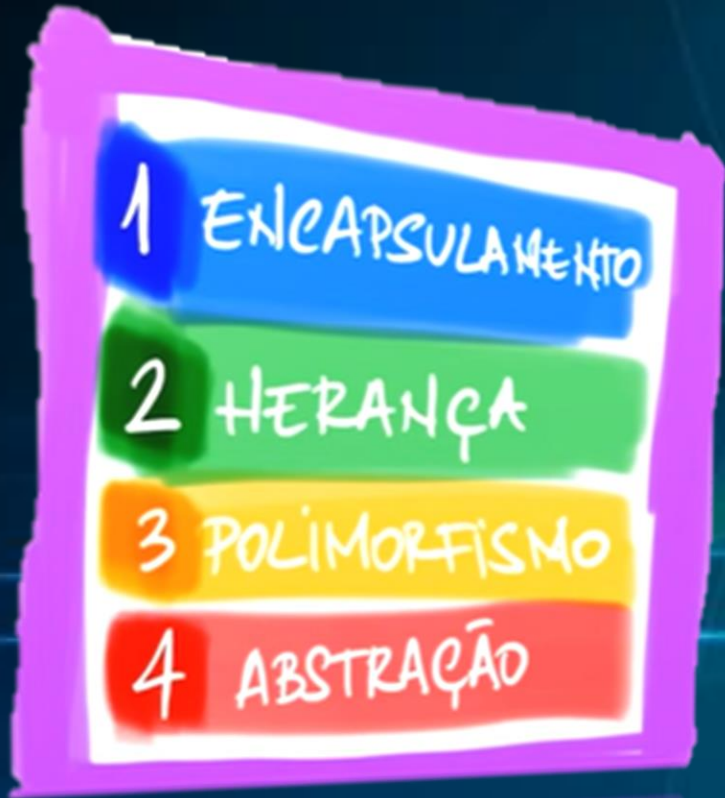 1 ENCAPSULAMENTO
2 HERANÇA
3 POLIMORFISMO
4 ABSTRAÇÃO